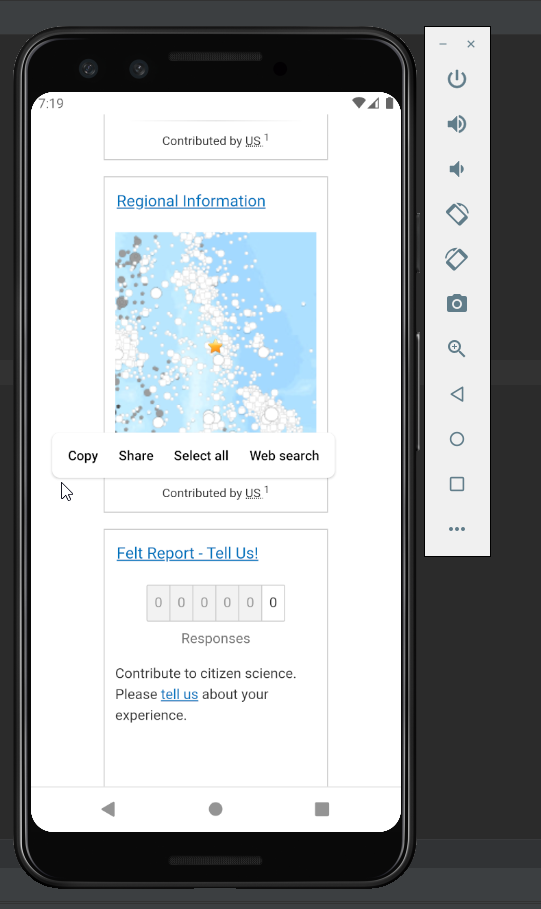 7:19
Contributed by US 1
Regional Information
Copy Share Select all Web search
Contributed by US 1
Felt Report - Tell Us!
0 0 0 0 0 0
Responses
Contribute to citizen science.
Please tell us about your
experience.